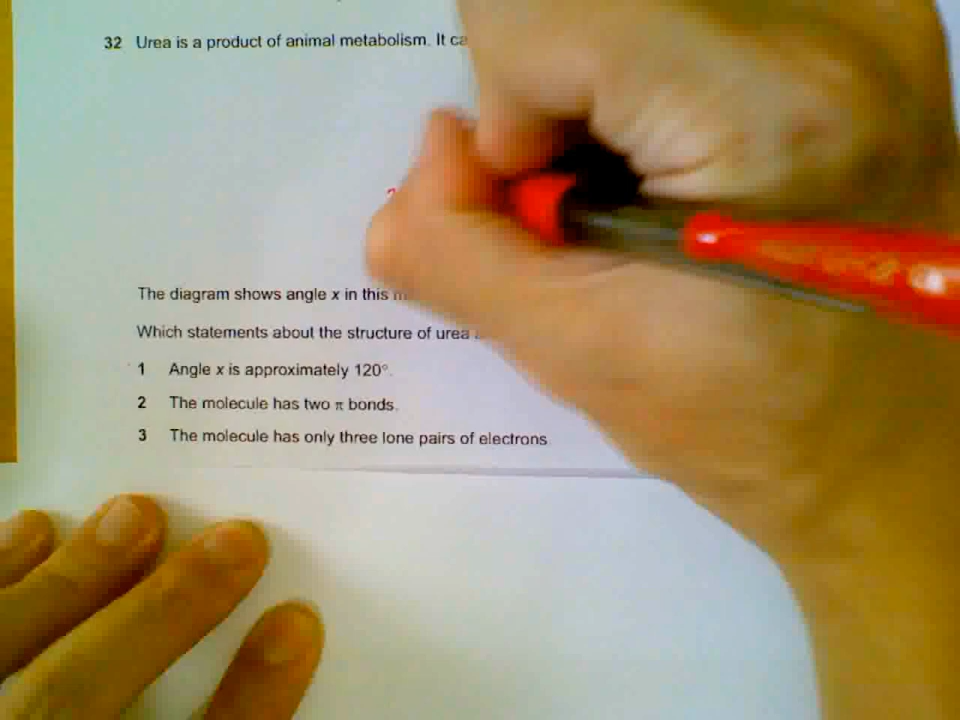 32 Urea is a product of animal metabolism. It ca
The diagram shows angle x in this
Which statements about the structure of urea
1 Angle x is approximately 120°.
2 The molecule has two π bonds.
3 The molecule has only three lone pairs of electrons